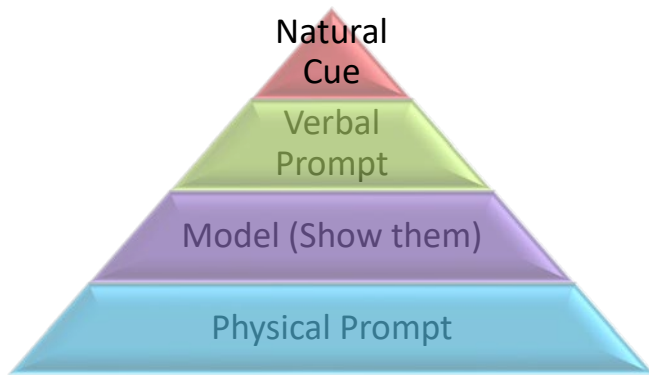 Natural
Cue
Verbal
Prompt
Model (Show them)
Physical Prompt